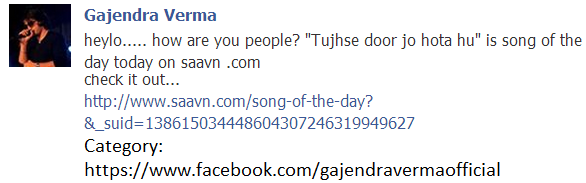 Gajendra Verma
heylo..... how are you people? "Tujhse door jo hota hu" is song of the
day today on saavn .com
check it out...
http://www.saavn.com/song-of-the-day?
&_suid=138615034448604307246319949627
Category:
https://www.facebook.com/gajendravermaofficial